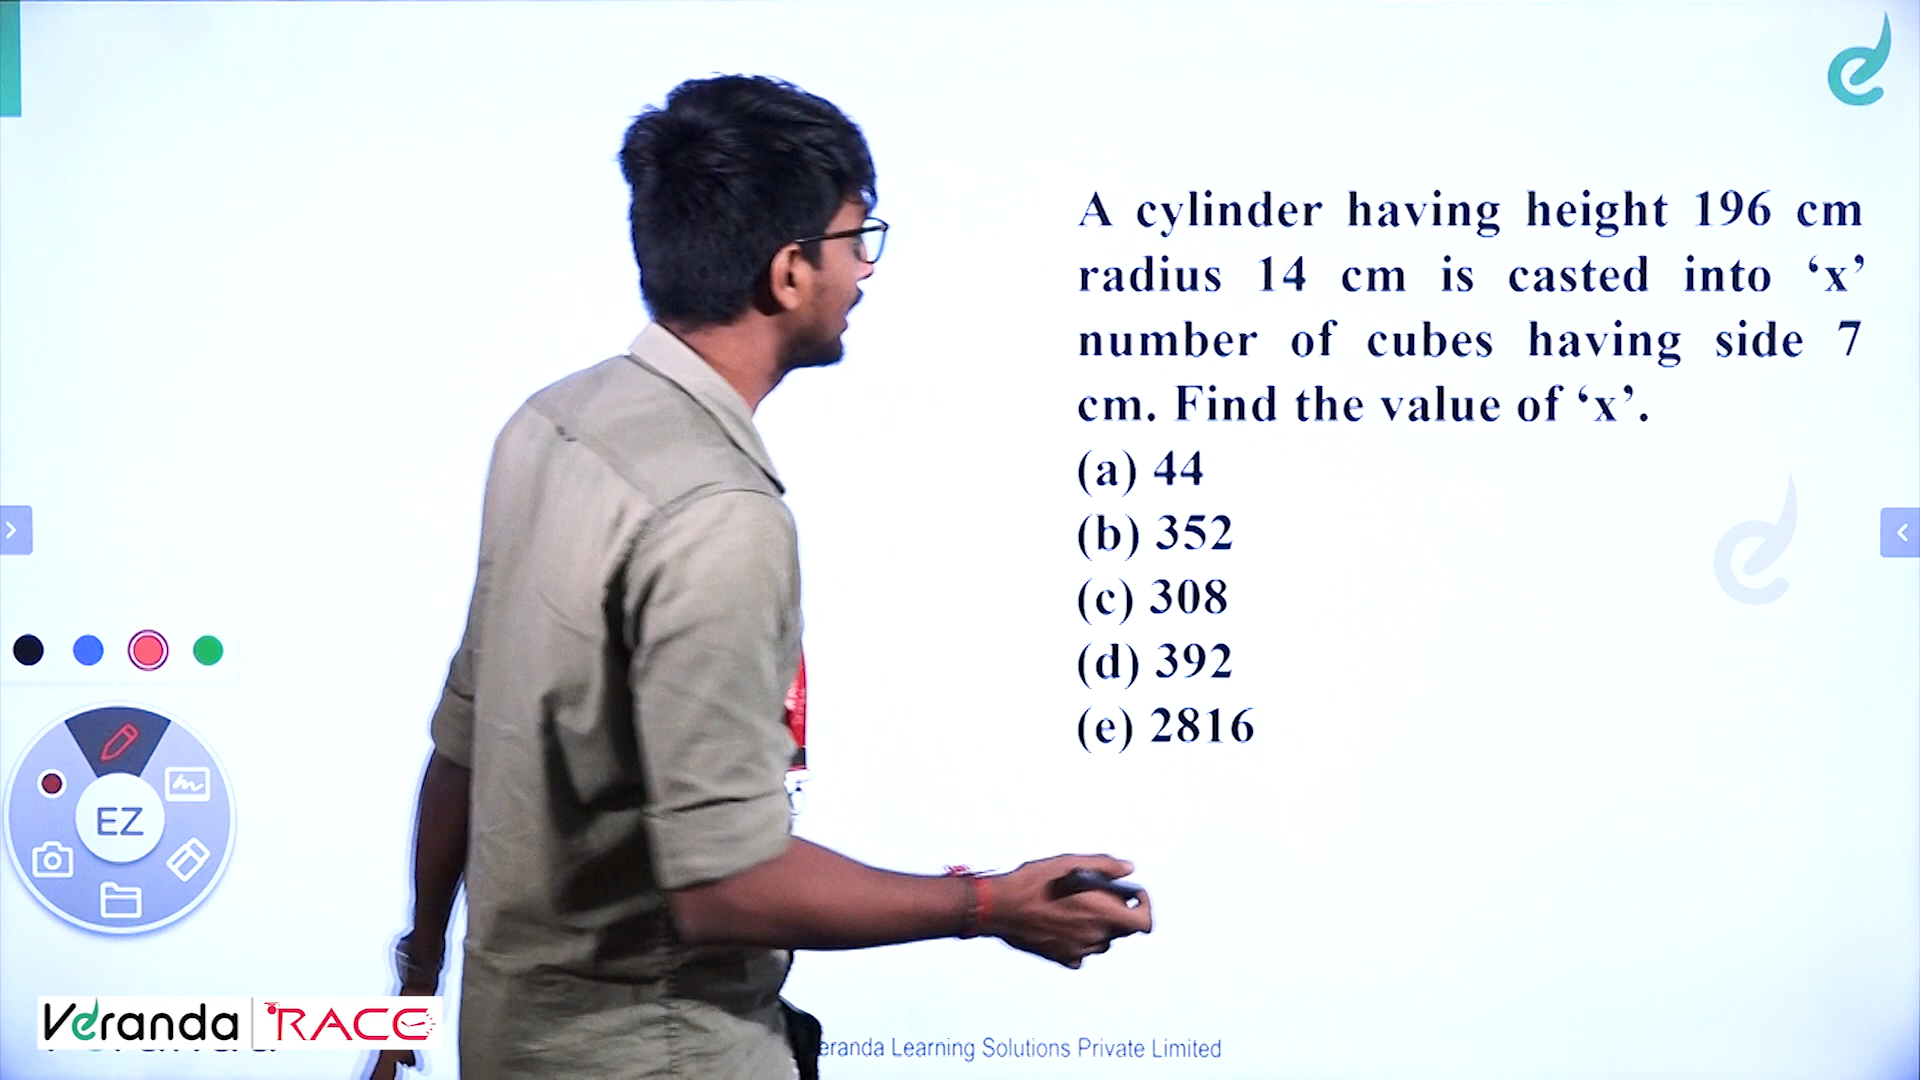 A cylinder having height 196 cm
radius 14 cm is casted into ‘x’
number of cubes having side 7
cm. Find the value of ‘x’.
(a) 44
(b) 352
(c) 308
(d) 392
(e) 2816
EZ
Veranda RACE
eranda Learning Solutions Private Limited